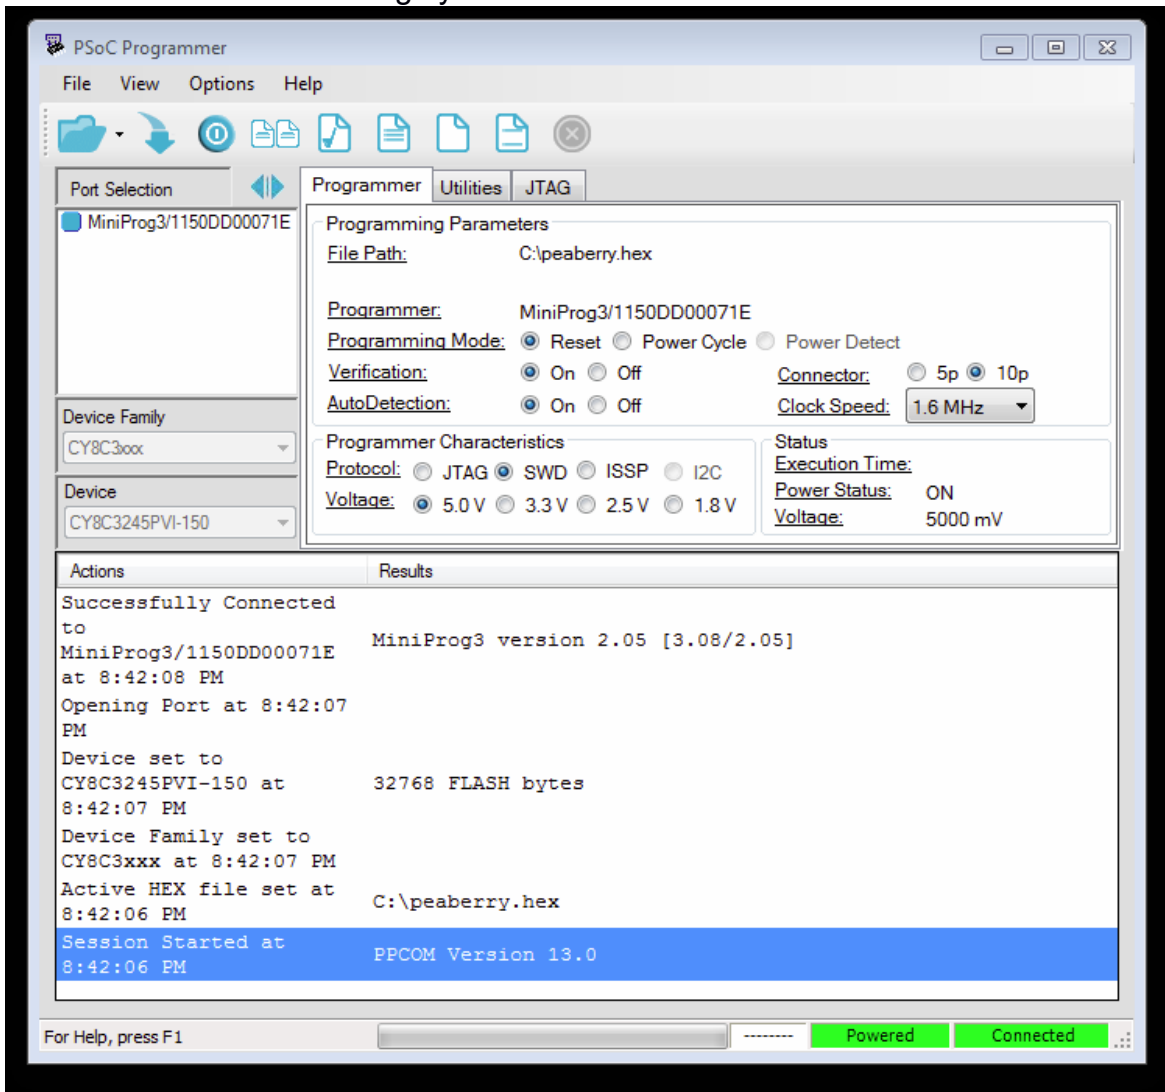 PSoC Programmer
File View Options Help
Port Selection
MiniProg3/1150DD00071E
Device Family
CY8C3xxx
Device
CY8C3245PVI-150
Programmer Utilities JTAG
Programming Parameters
File Path: C:\peaberry.hex
Programmer: MiniProg3/1150DD00071E
Programming Mode: Reset Power Cycle Power Detect
Verification: On Off Connector: 5p 10p
AutoDetection: On Off Clock Speed: 1.6 MHz
Programmer Characteristics
Protocol: JTAG SWD ISSP I2C
Voltage: 5.0 V 3.3 V 2.5 V 1.8 V
Status
Execution Time:
Power Status: ON
Voltage: 5000 mV
Actions Results
Successfully Connected
to
MiniProg3/1150DD00071E
at 8:42:08 PM
MiniProg3 version 2.05 [3.08/2.05]
Opening Port at 8:42:07
PM
Device set to
CY8C3245PVI-150 at
8:42:07 PM
32768 FLASH bytes
Device Family set to
CY8C3xxx at 8:42:07 PM
Active HEX file set at
8:42:06 PM
C:\peaberry.hex
Session Started at
8:42:06 PM
PPCOM Version 13.0
For Help, press F1 -------- Powered Connected